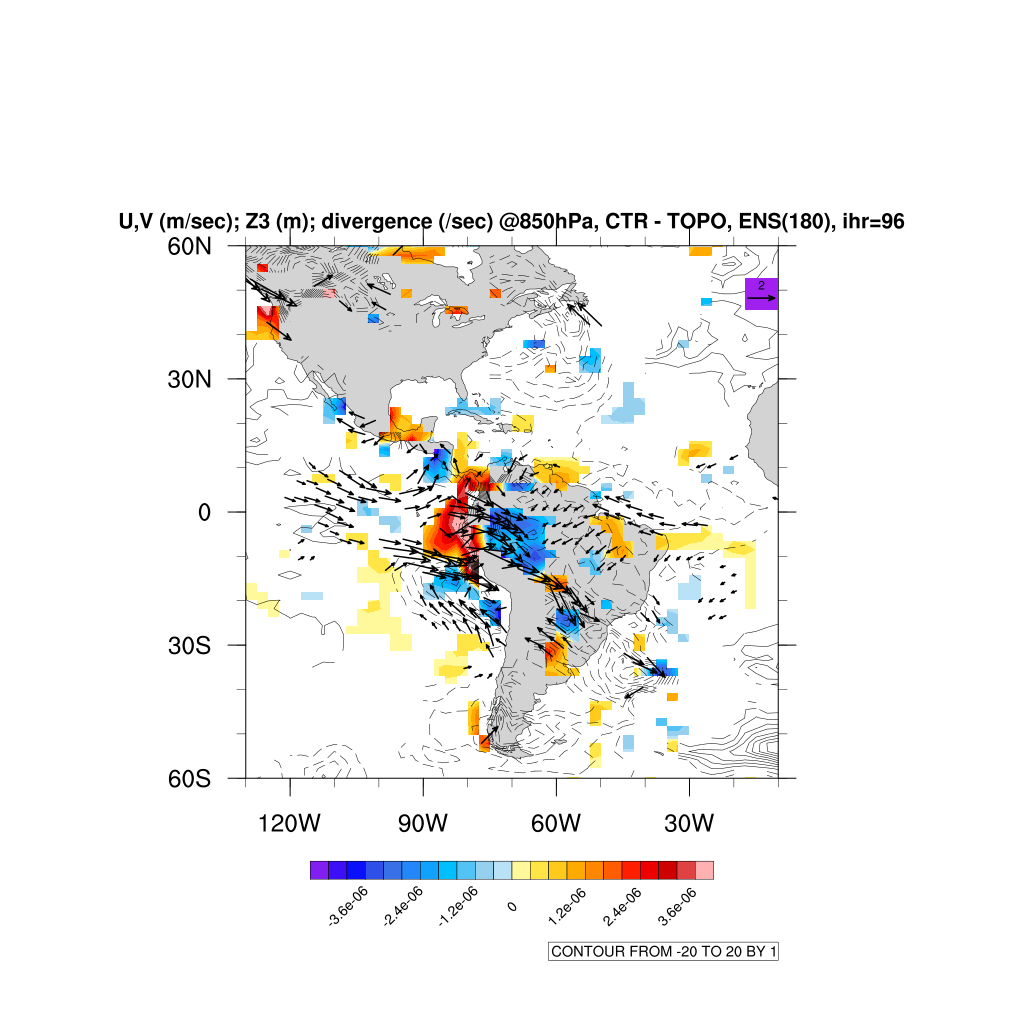 U,V (m/sec); Z3 (m); divergence (/sec) @850hPa, CTR - TOPO, ENS(180), ihr=96
60N
2
30N
0
30S
60S
120W 90W 60W 30W
-3.6e-06 -2.4e-06 -1.2e-06 0 1.2e-06 2.4e-06 3.6e-06
CONTOUR FROM -20 TO 20 BY 1